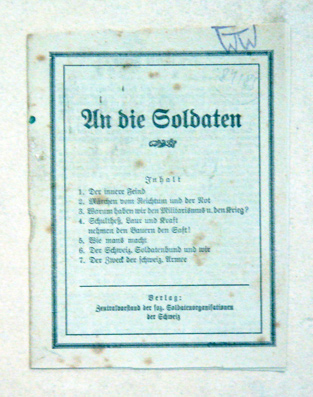 An die Soldaten
Inhalt
1. Der innere Feind
2. Märchen vom Reichtum und der Not
3. Warum haben wir den Militarismus u. den Krieg?
4. Schultheß, Laur und Kraft
nehmen den Bauern den Saft!
5. Wie mans macht
6. Der Schweiz. Soldatenbund und wir
7. Der Zweck der schweiz. Armee
Verlag:
Zentralvorstand der soz. Soldatenorganisationen
der Schweiz